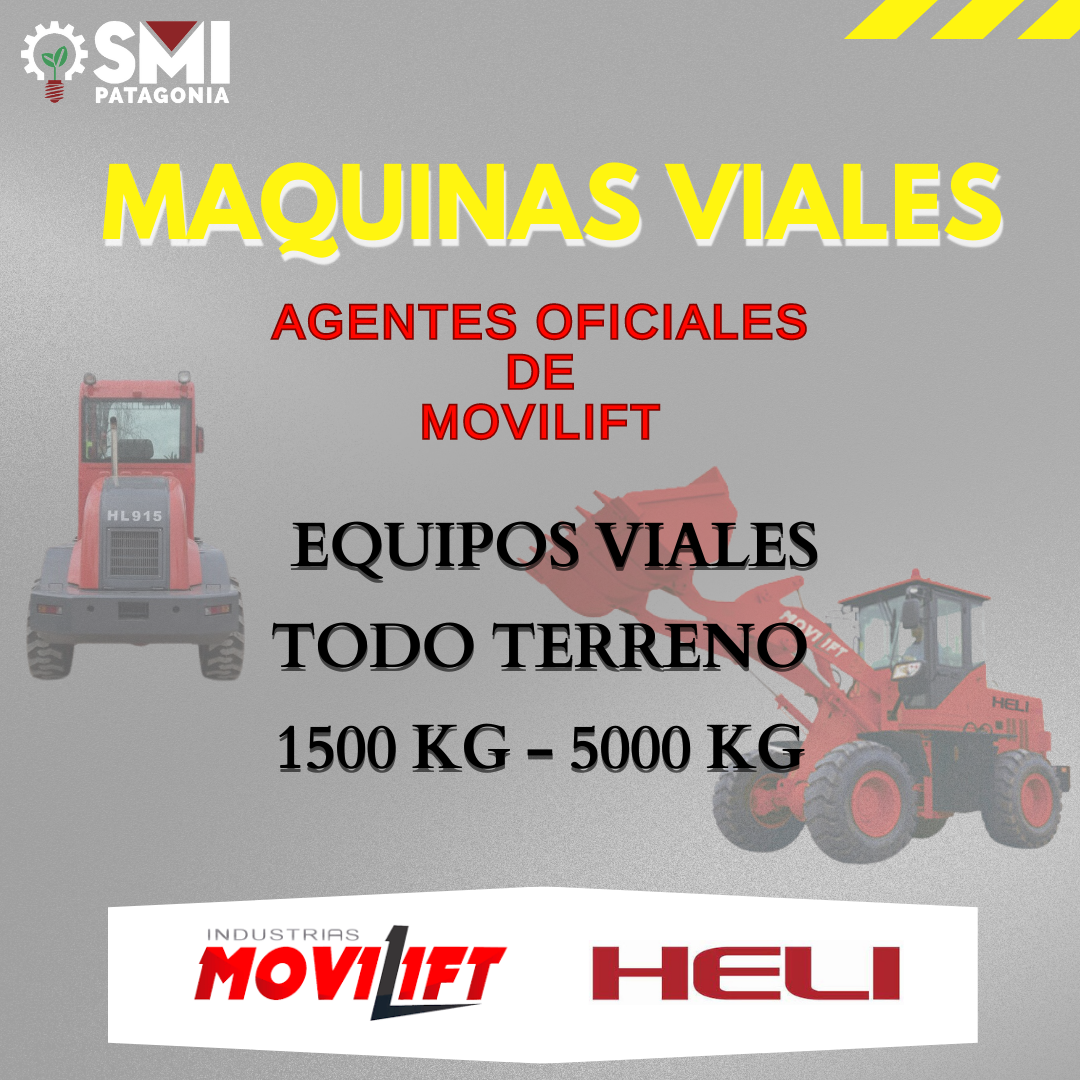 SMI
PATAGONIA
MAQUINAS VIALES
AGENTES OFICIALES
DE
MOVILIFT
HL915
EQUIPOS VIALES
TODO TERRENO
1500 KG – 5000 KG
MOVILIFT
HELI
INDUSTRIAS
MOVILIFT
HELI